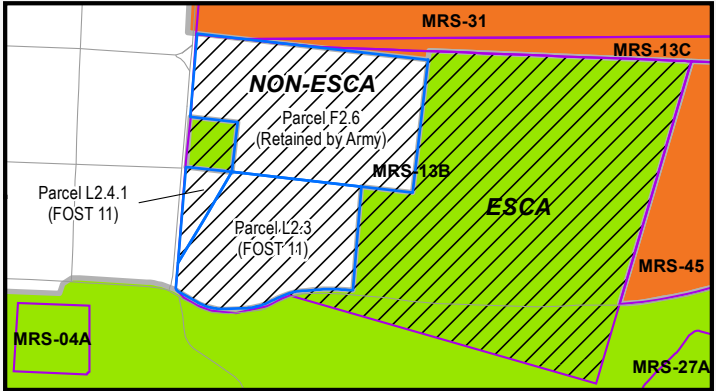 MRS-31
MRS-13C
NON-ESCA
Parcel F2.6
(Retained by Army)
MRS-13B
Parcel L2.4.1
(FOST 11)
ESCA
Parcel L2.3
(FOST 11)
MRS-45
MRS-04A
MRS-27A